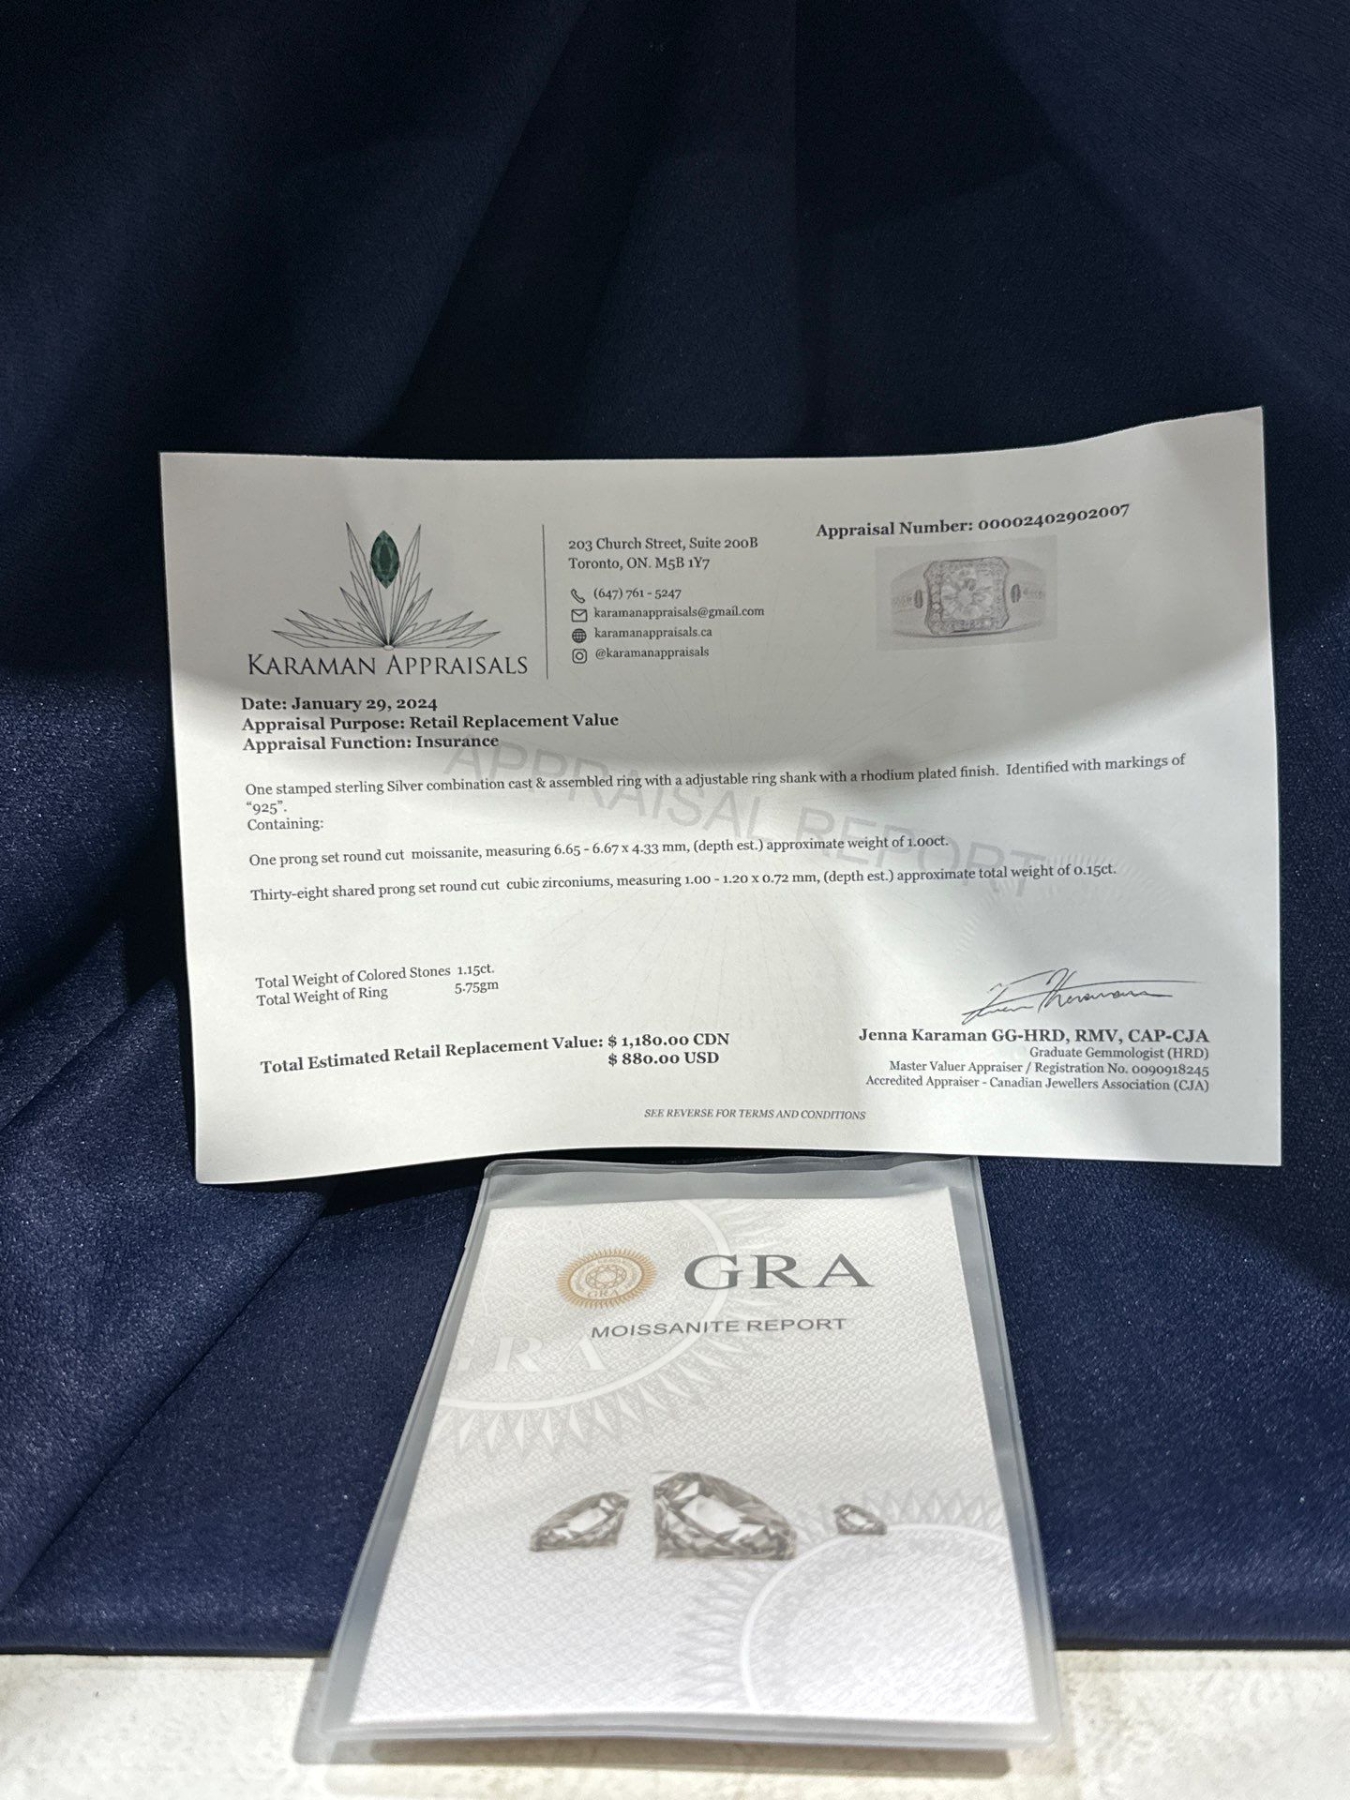 KARAMAN APPRAISALS
203 Church Street, Suite 200B
Toronto, ON. M5B 1Y7
(647) 761 - 5247
karamanappraisals@gmail.com
karamanappraisals.ca
@karamanappraisals
Appraisal Number: 00002402902007
Date: January 29, 2024
Appraisal Purpose: Retail Replacement Value
Appraisal Function: Insurance
APPRAISAL REPORT
One stamped sterling Silver combination cast & assembled ring with a adjustable ring shank with a rhodium plated finish. Identified with markings of
"925".
Containing:
One prong set round cut moissanite, measuring 6.65 - 6.67 x 4.33 mm, (depth est.) approximate weight of 1.00ct.
Thirty-eight shared prong set round cut cubic zirconiums, measuring 1.00 - 1.20 x 0.72 mm, (depth est.) approximate total weight of 0.15ct.
Total Weight of Colored Stones 1.15ct.
Total Weight of Ring 5.75gm
Total Estimated Retail Replacement Value: $ 1,180.00 CDN
$ 880.00 USD
Jenna Karaman GG-HRD, RMV, CAP-CJA
Graduate Gemmologist (HRD)
Master Valuer Appraiser / Registration No. 0090918245
Accredited Appraiser - Canadian Jewellers Association (CJA)
SEE REVERSE FOR TERMS AND CONDITIONS
GRA
GRA
MOISSANITE REPORT
GRA